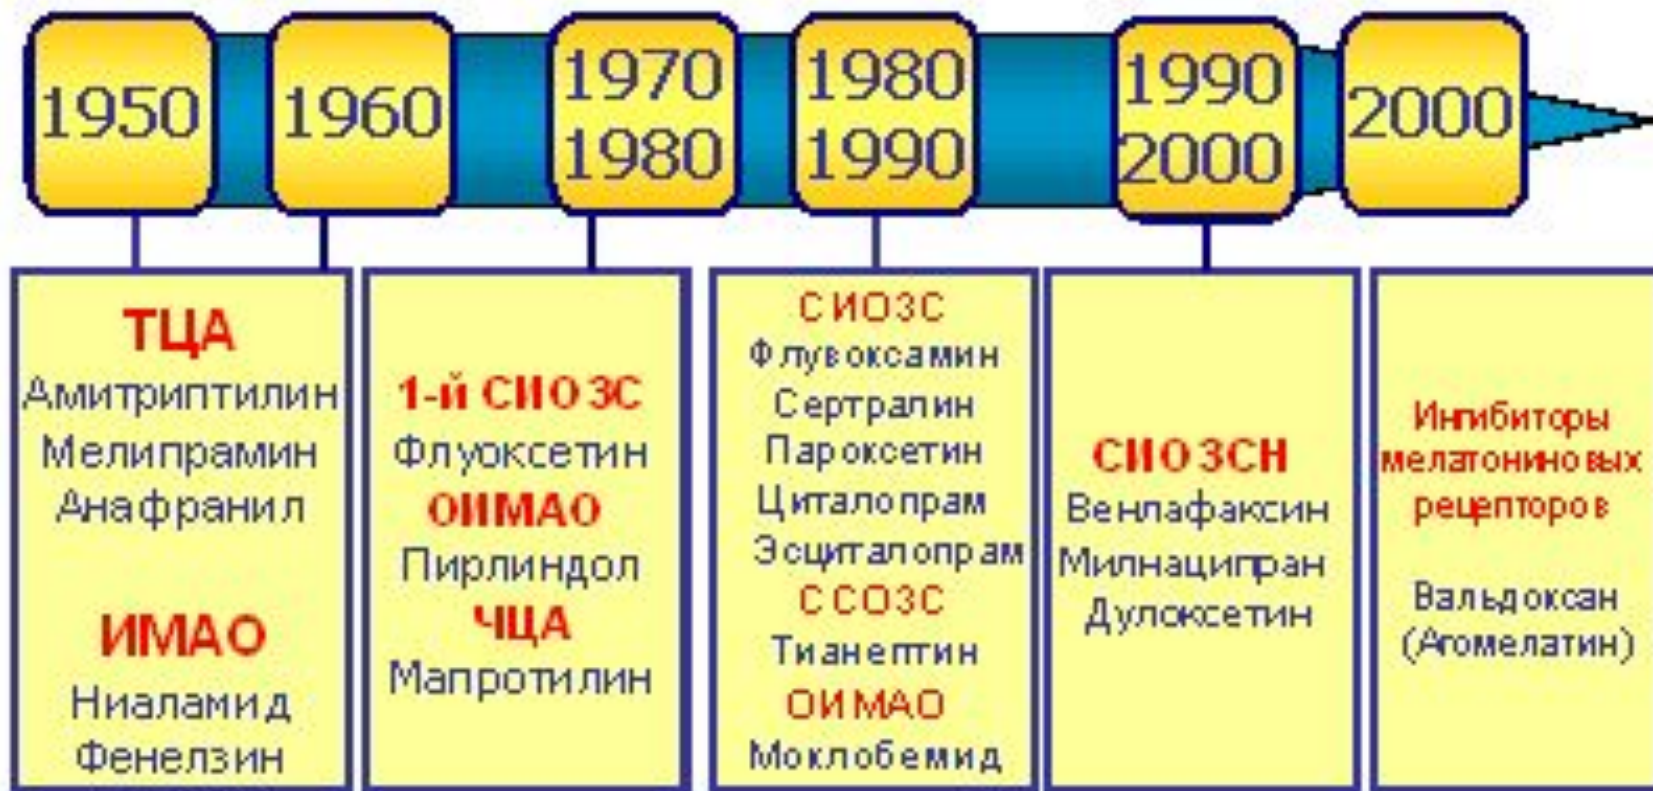 1950
1960
1970
1980
1980
1990
1990
2000
2000
ТЦА
Амитриптилин
Мелипрамин
Анафранил
ИМАО
Ниаламид
Фенелзин
1-й СИОЗС
Флуоксетин
ОИМАО
Пирлиндол
ЧЦА
Мапротилин
СИОЗС
Флувоксамин
Сертралин
Пароксетин
Циталопрам
Эсциталопрам
ССОЗС
Тианептин
ОИМАО
Моклобемид
СИОЗСН
Венлафаксин
Милнаципран
Дулоксетин
Ингибиторы
мелатониновых
рецепторов
Вальдоксан
(Агомелатин)